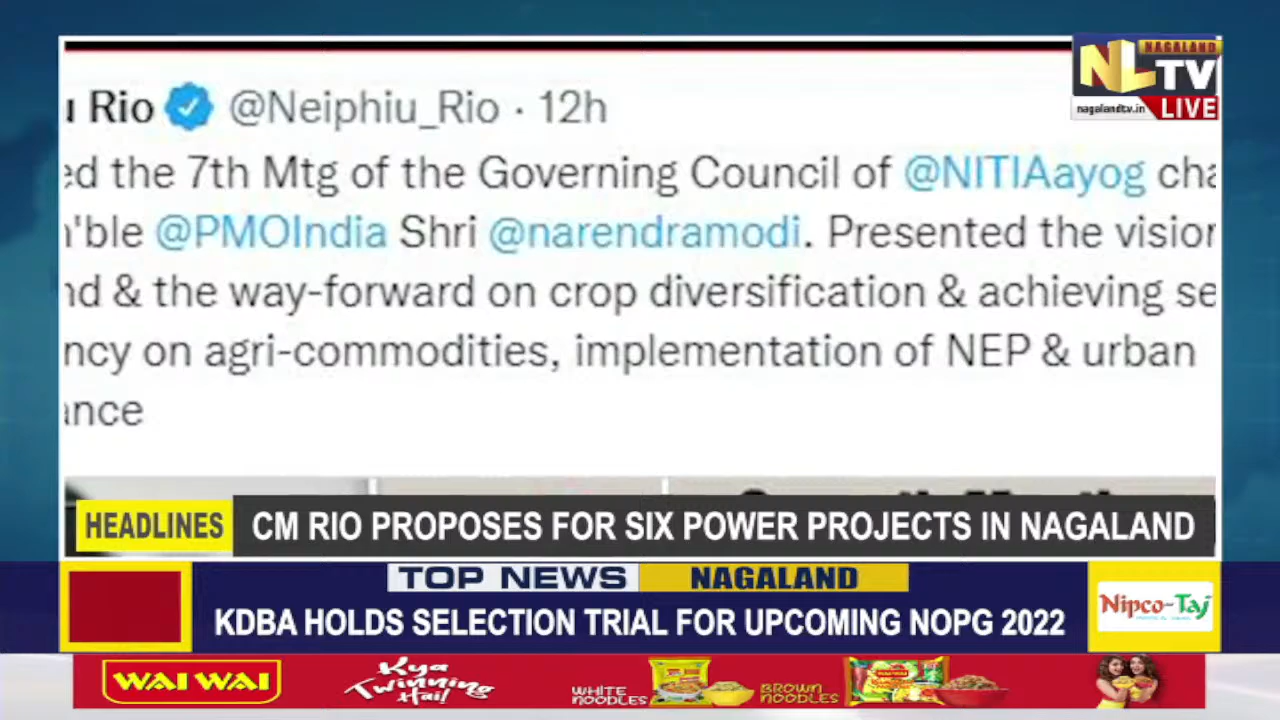 NAGALAND
NLTV
nagalandtv.in LIVE
u Rio @Neiphiu_Rio · 12h
ed the 7th Mtg of the Governing Council of @NITIAayog cha
n'ble @PMOIndia Shri @narendramodi. Presented the vision
nd & the way-forward on crop diversification & achieving se
ncy on agri-commodities, implementation of NEP & urban
ance
HEADLINES CM RIO PROPOSES FOR SIX POWER PROJECTS IN NAGALAND
TOP NEWS NAGALAND
KDBA HOLDS SELECTION TRIAL FOR UPCOMING NOPG 2022
Nipco-Taj
WAI WAI Kya Twinning Hai! WHITE NOODLES BROWN NOODLES